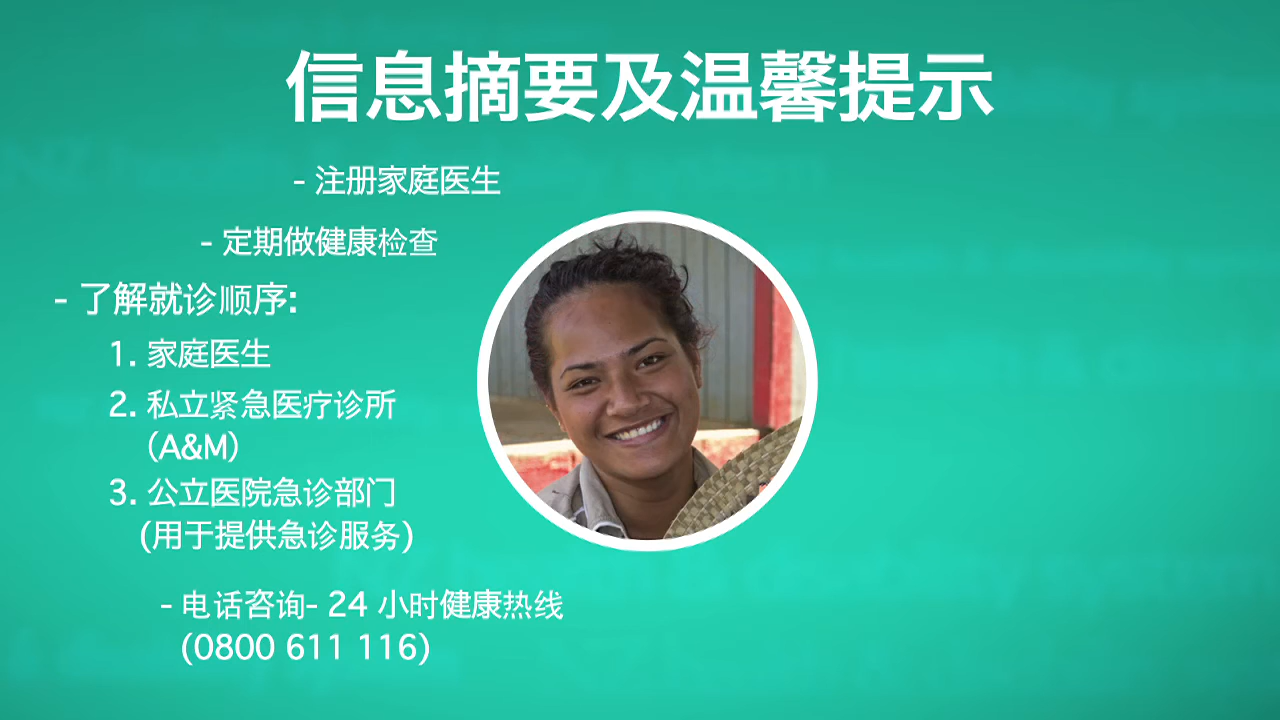 信息摘要及温馨提示
- 注册家庭医生
- 定期做健康检查
- 了解就诊顺序:
1. 家庭医生
2. 私立紧急医疗诊所
(A&M)
3. 公立医院急诊部门
(用于提供急诊服务)
- 电话咨询- 24 小时健康热线
(0800 611 116)